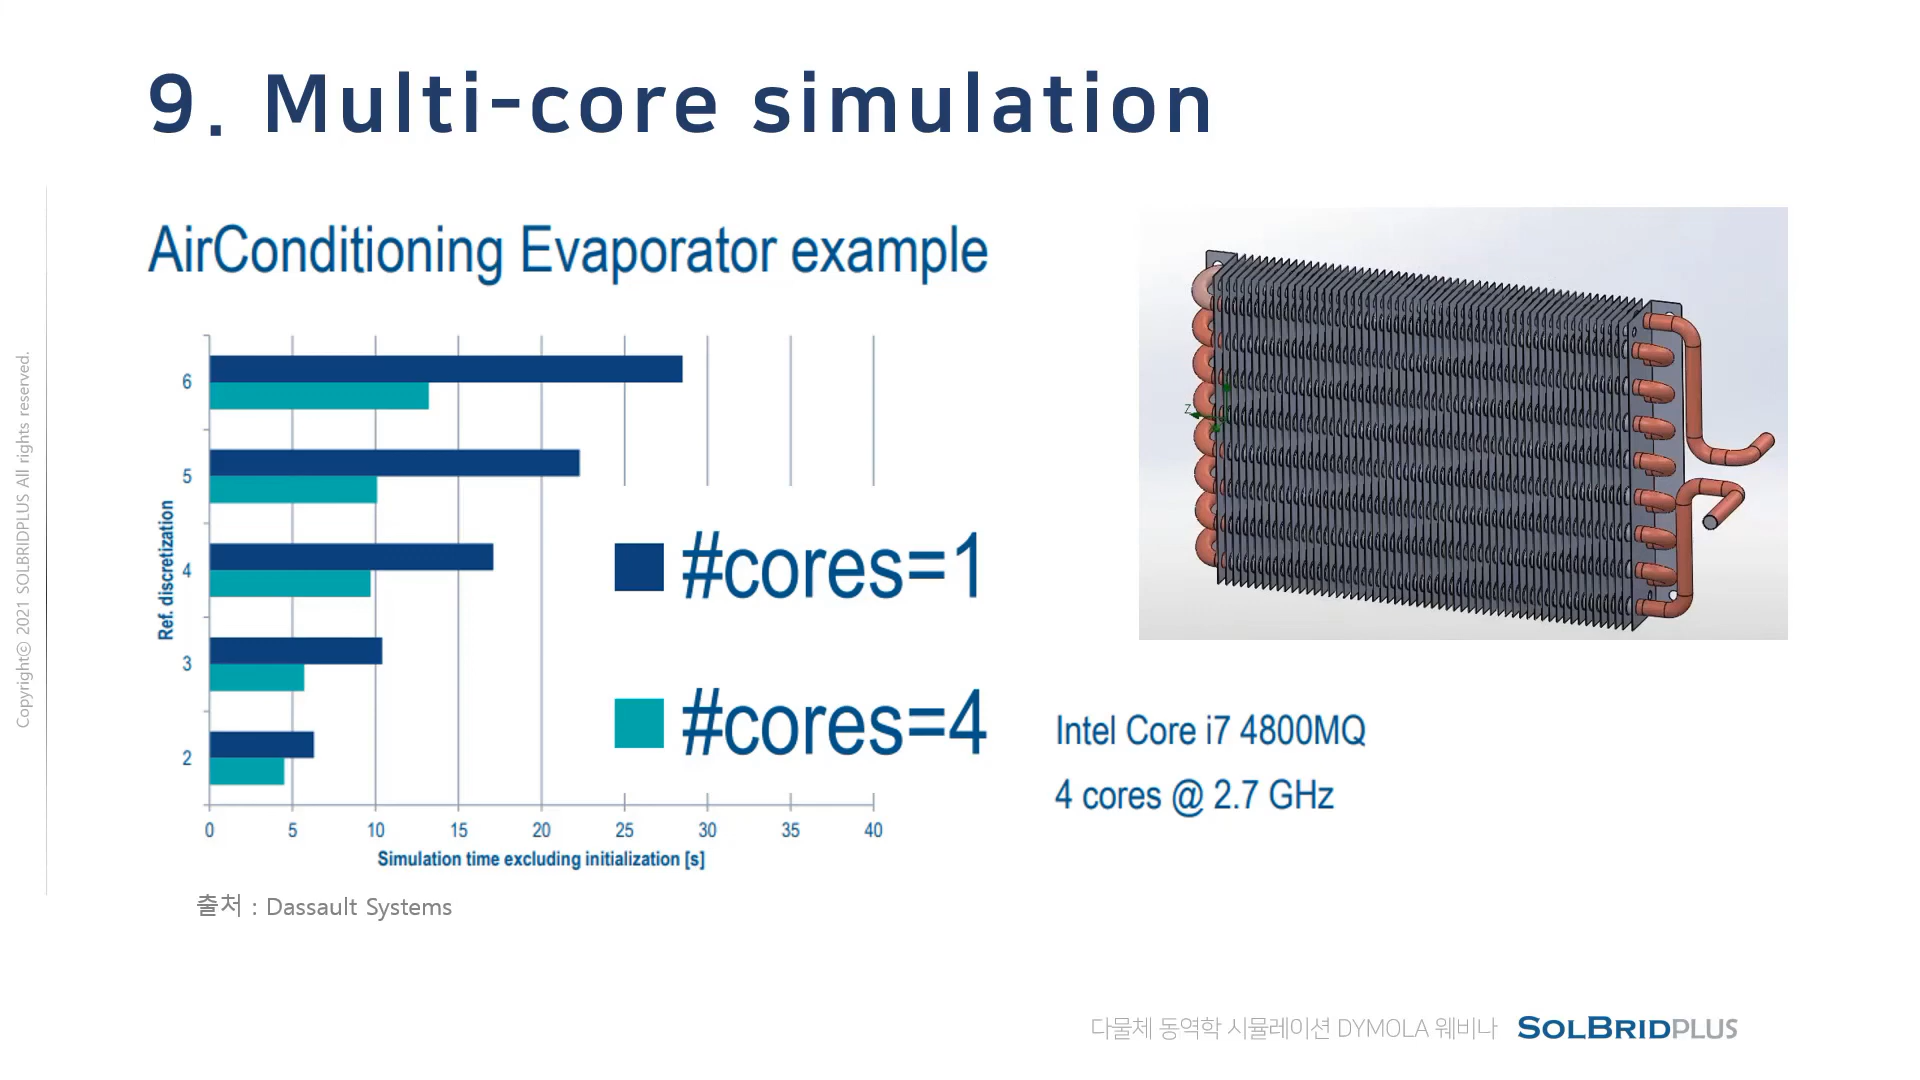 9. Multi-core simulation
AirConditioning Evaporator example
6
5
4
3
2
Ref. discretization
#cores=1
#cores=4
0 5 10 15 20 25 30 35 40
Simulation time excluding initialization [s]
Z
Intel Core i7 4800MQ
4 cores @ 2.7 GHz
출처 : Dassault Systems
Copyright© 2021 SOLBRIDPLUS All rights reserved.
다물체 동역학 시뮬레이션 DYMOLA 웨비나 SOLBRIDPLUS